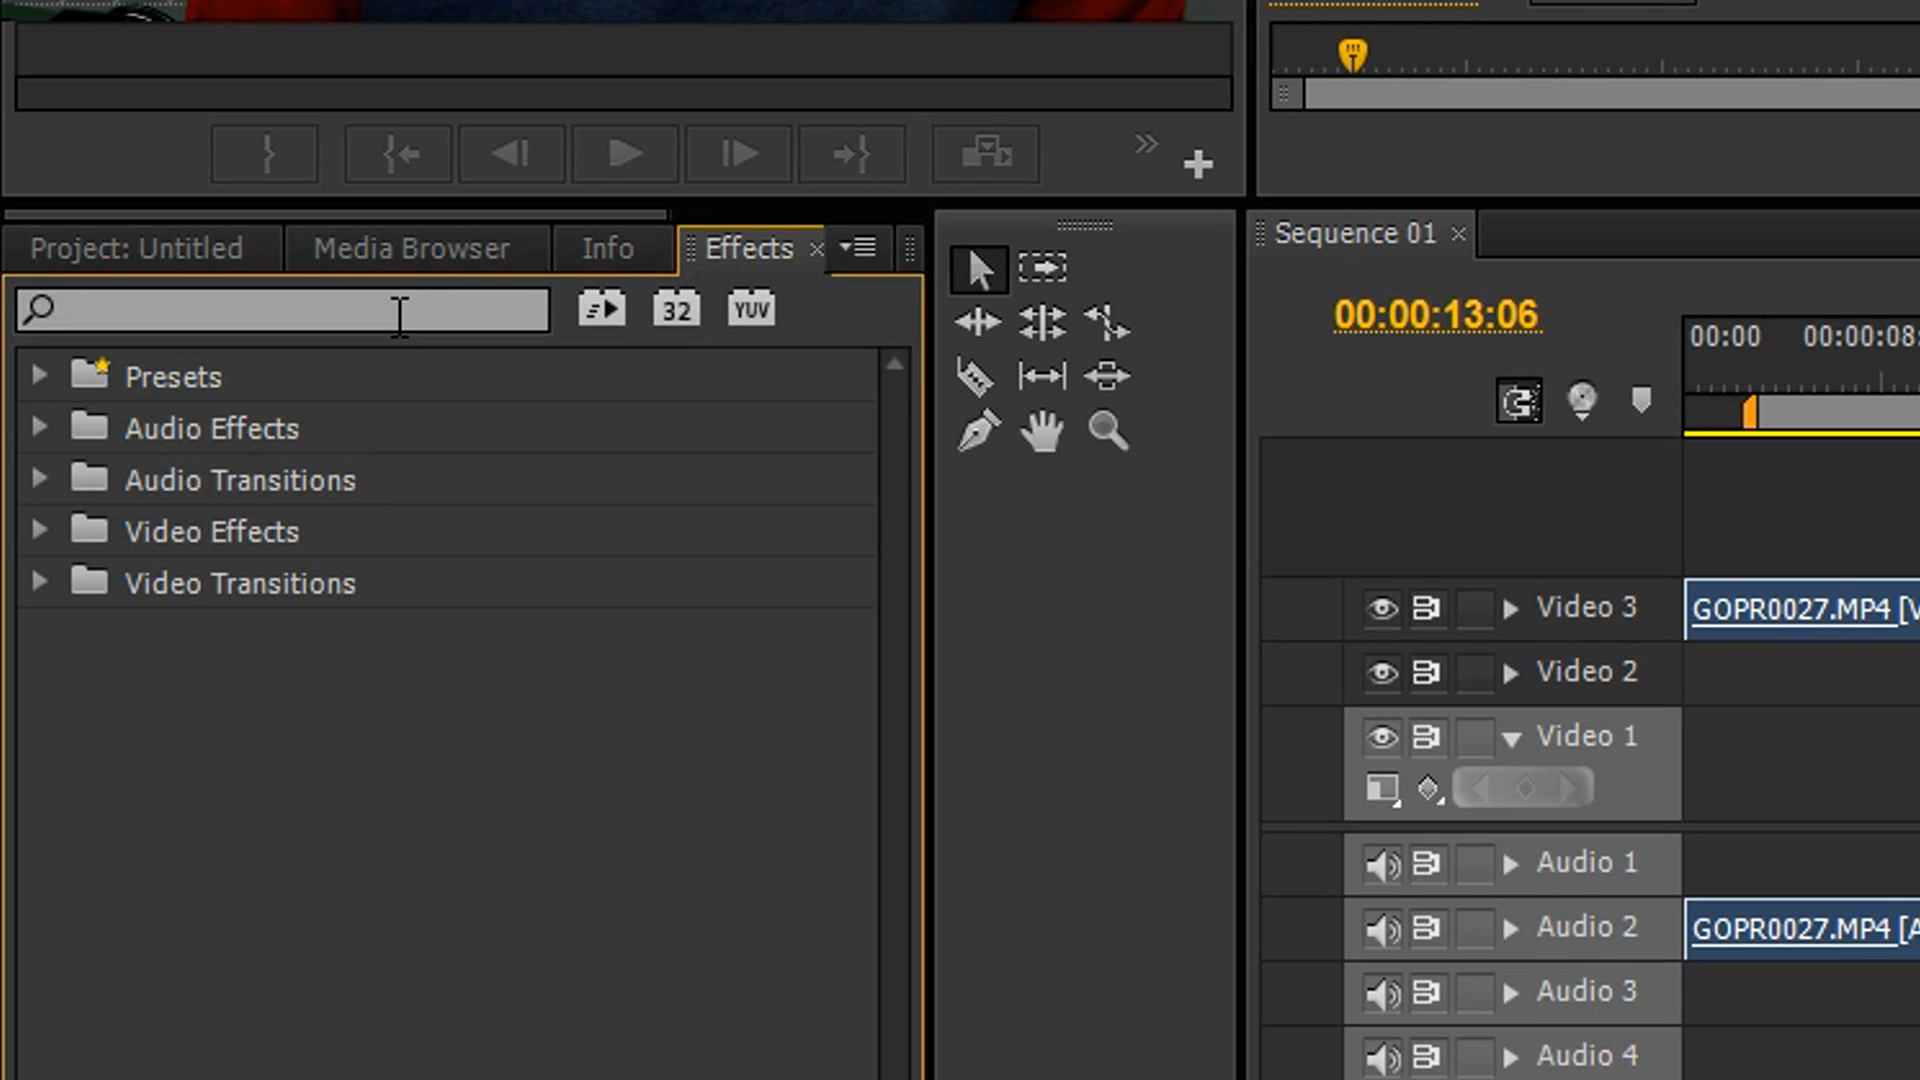 Project: Untitled
Media Browser
Info
Effects
32
YUV
Presets
Audio Effects
Audio Transitions
Video Effects
Video Transitions
Sequence 01
00:00:13:06
00:00
00:00:08:
Video 3
GOPR0027.MP4 [V
Video 2
Video 1
Audio 1
Audio 2
GOPR0027.MP4 [A
Audio 3
Audio 4